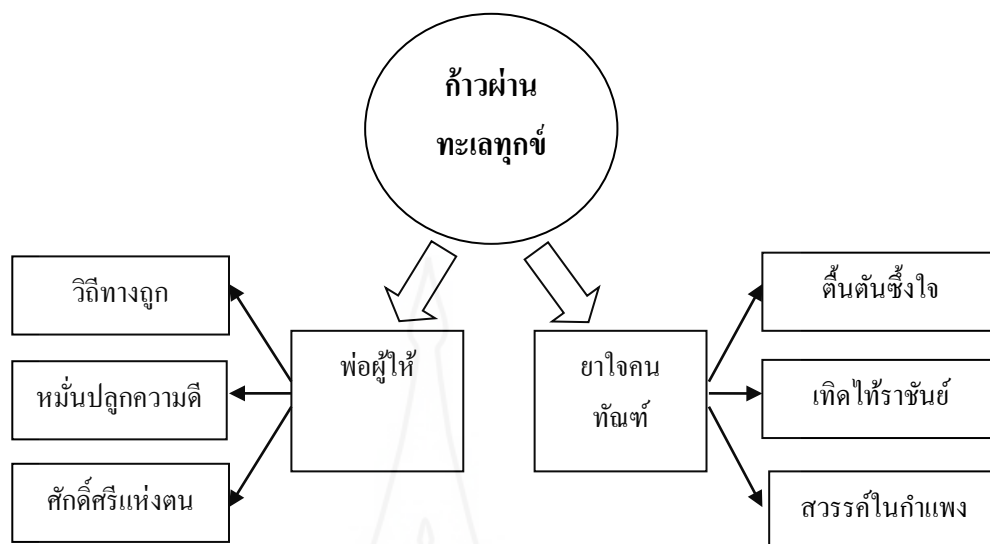 ก้าวผ่าน
ทะเลทุกข์
วิถีทางถูก
หมั่นปลูกความดี
ศักดิ์ศรีแห่งตน
พ่อผู้ให้
ยาใจคน
ทัณฑ์
ตื้นตันซึ้งใจ
เทิดไท้ราชันย์
สวรรค์ในกำแพง